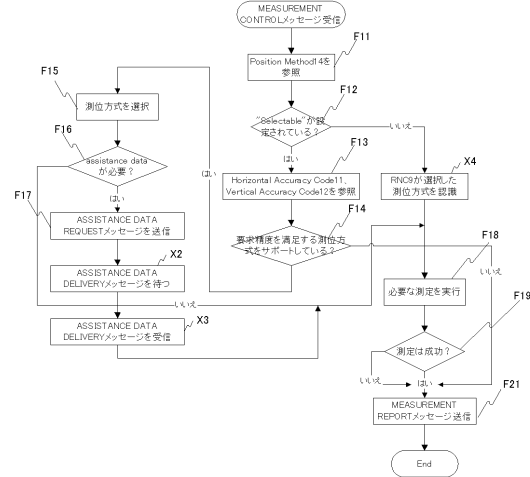 MEASUREMENT
CONTROLメッセージ受信
F11
Position Method14を
参照
F12
"Selectable"が設
定されている？
いいえ
はい
F13
Horizontal Accuracy Code11、
Vertical Accuracy Code12を参照
X4
RNC9が選択した
測位方式を認識
F14
要求精度を満足する測位方
式をサポートしている？
はい
いいえ
F15
測位方式を選択
F16
assistance data
が必要？
はい
いいえ
F17
ASSISTANCE DATA
REQUESTメッセージを送信
X2
ASSISTANCE DATA
DELIVERYメッセージを待つ
X3
ASSISTANCE DATA
DELIVERYメッセージを受信
F18
必要な測定を実行
F19
測定は成功？
いいえ
はい
F21
MEASUREMENT
REPORTメッセージ送信
End